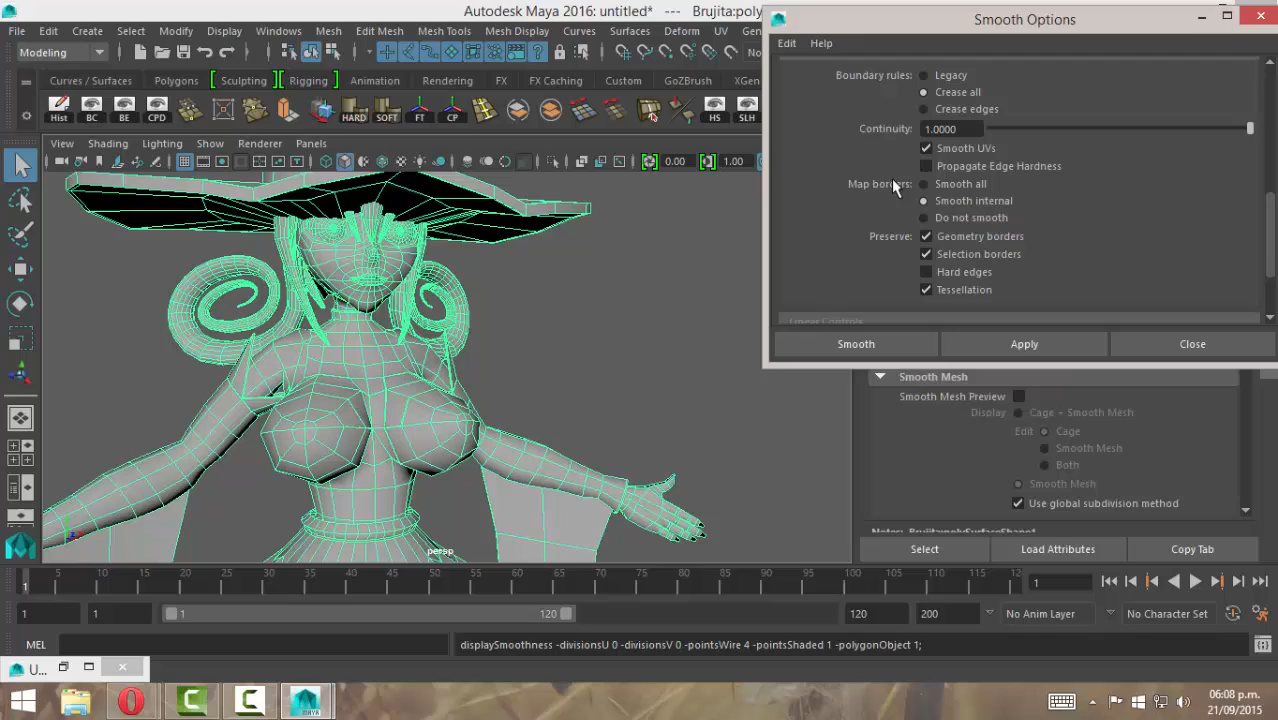 Autodesk Maya 2016: untitled*   ---   Brujita:poly
Smooth Options
File Edit Create Select Modify Display Windows Mesh Edit Mesh Mesh Tools Mesh Display Curves Surfaces Deform UV Gen
Edit Help
Modeling
No
Curves / Surfaces Polygons Sculpting Rigging Animation Rendering FX FX Caching Custom GoZBrush XGen
Hist BC BE CPD HARD SOFT FT CP HS SLH
View Shading Lighting Show Renderer Panels
0.00 1.00
Boundary rules: Legacy
Crease all
Crease edges
Continuity: 1.0000
Smooth UVs
Propagate Edge Hardness
Map borders: Smooth all
Smooth internal
Do not smooth
Preserve: Geometry borders
Selection borders
Hard edges
Tessellation
Linear Controls
Smooth Apply Close
Smooth Mesh
Smooth Mesh Preview
Display Cage + Smooth Mesh
Edit Cage
Smooth Mesh
Both
Smooth Mesh
Use global subdivision method
Notes: Brujita:polySurfaceShape1
persp
Select Load Attributes Copy Tab
5 10 15 20 25 30 35 40 45 50 55 60 65 70 75 80 85 90 95 100 105 110 115 12
1 1
1 1 1 120 120 200 No Anim Layer No Character Set
MEL displaySmoothness -divisionsU 0 -divisionsV 0 -pointsWire 4 -pointsShaded 1 -polygonObject 1;
U...
MAYA
06:08 p.m.
21/09/2015